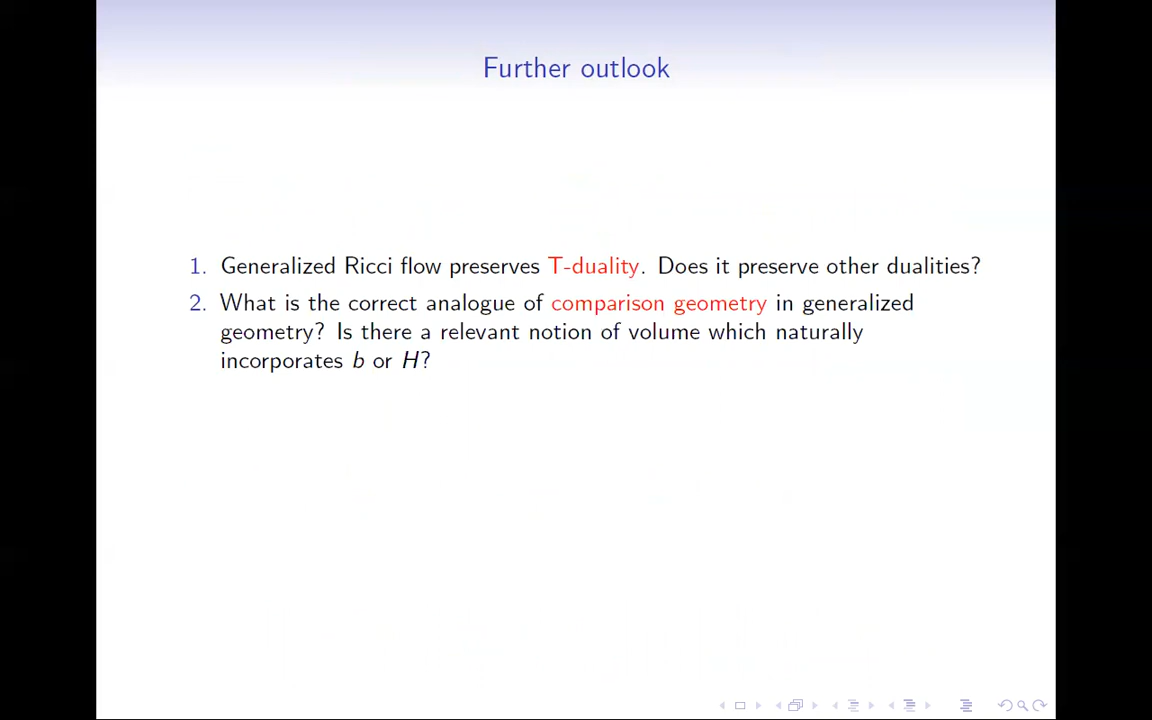 Further outlook
1. Generalized Ricci flow preserves T-duality. Does it preserve other dualities?
2. What is the correct analogue of comparison geometry in generalized
geometry? Is there a relevant notion of volume which naturally
incorporates b or H?